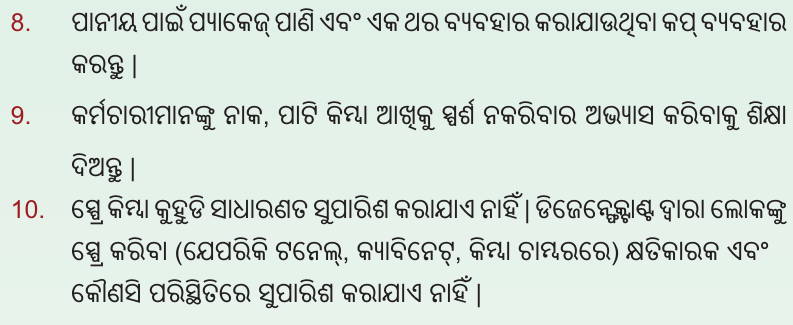 8. ପାନୀୟ ପାଇଁ ପ୍ୟାକେଜ୍ ପାଣି ଏବଂ ଏକ ଥର ବ୍ୟବହାର କରାଯାଉଥିବା କପ୍ ବ୍ୟବହାର
କରନ୍ତୁ |
9. କର୍ମଚାରୀମାନଙ୍କୁ ନାକ, ପାଟି କିମ୍ବା ଆଖିକୁ ସ୍ପର୍ଶ ନକରିବାର ଅଭ୍ୟାସ କରିବାକୁ ଶିକ୍ଷା
ଦିଅନ୍ତୁ |
10. ସ୍ପ୍ରେ କିମ୍ବା କୁହୁଡି ସାଧାରଣତ ସୁପାରିଶ କରାଯାଏ ନାହିଁ | ଡିଜେନ୍ଫେକ୍ଟାଣ୍ଟ ଦ୍ୱାରା ଲୋକଙ୍କୁ
ସ୍ପ୍ରେ କରିବା (ଯେପରିକି ଟନେଲ୍, କ୍ୟାବିନେଟ୍, କିମ୍ବା ଚାମ୍ବରରେ) କ୍ଷତିକାରକ ଏବଂ
କୌଣସି ପରିସ୍ଥିତିରେ ସୁପାରିଶ କରାଯାଏ ନାହିଁ |